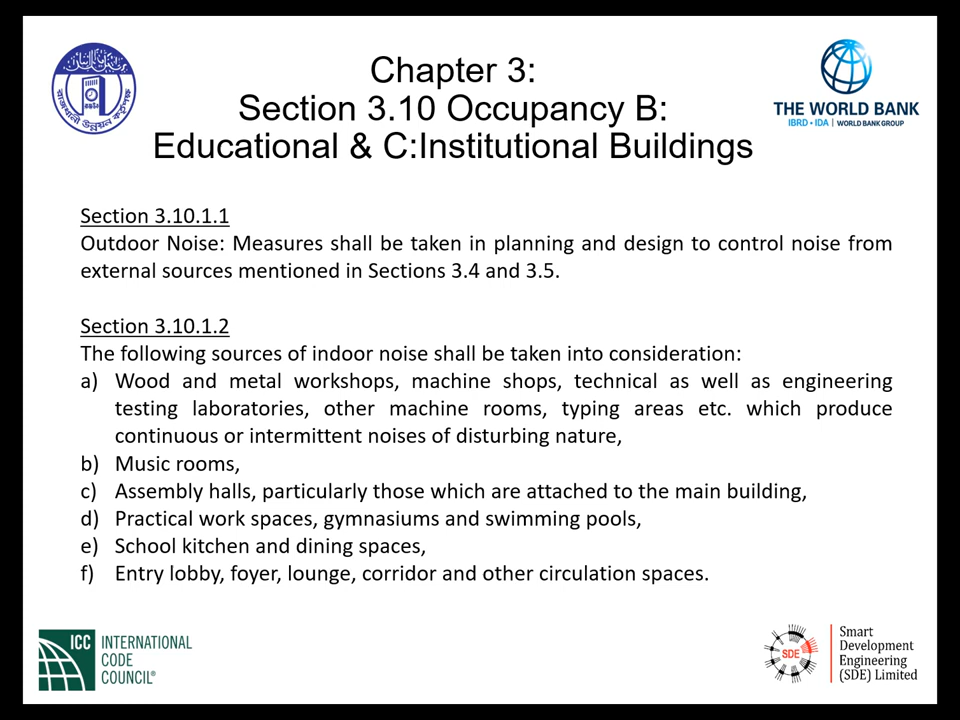 Chapter 3:
Section 3.10 Occupancy B:
Educational & C:Institutional Buildings
রাজধানী উন্নয়ন কর্তৃপক্ষ
THE WORLD BANK
IBRD • IDA | WORLD BANK GROUP
Section 3.10.1.1
Outdoor Noise: Measures shall be taken in planning and design to control noise from
external sources mentioned in Sections 3.4 and 3.5.
Section 3.10.1.2
The following sources of indoor noise shall be taken into consideration:
a) Wood and metal workshops, machine shops, technical as well as engineering
testing laboratories, other machine rooms, typing areas etc. which produce
continuous or intermittent noises of disturbing nature,
b) Music rooms,
c) Assembly halls, particularly those which are attached to the main building,
d) Practical work spaces, gymnasiums and swimming pools,
e) School kitchen and dining spaces,
f) Entry lobby, foyer, lounge, corridor and other circulation spaces.
ICC INTERNATIONAL
CODE
COUNCIL®
SDE
Smart
Development
Engineering
(SDE) Limited